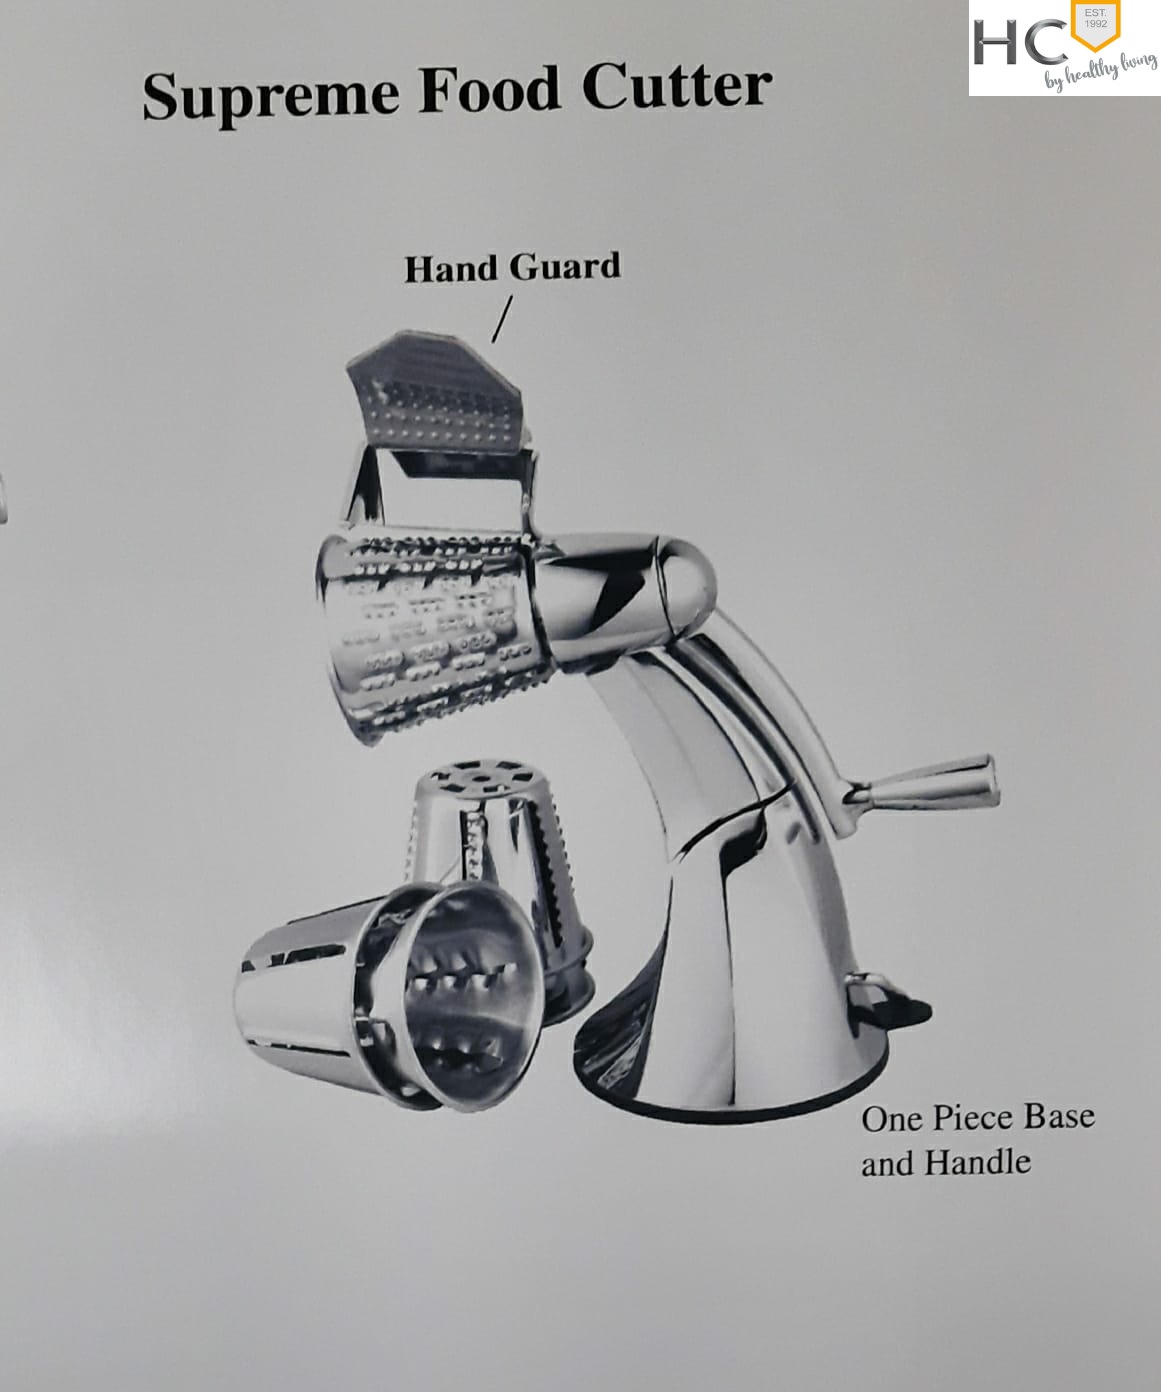 HC
EST.
1992
by healthy living
Supreme Food Cutter
Hand Guard
One Piece Base
and Handle